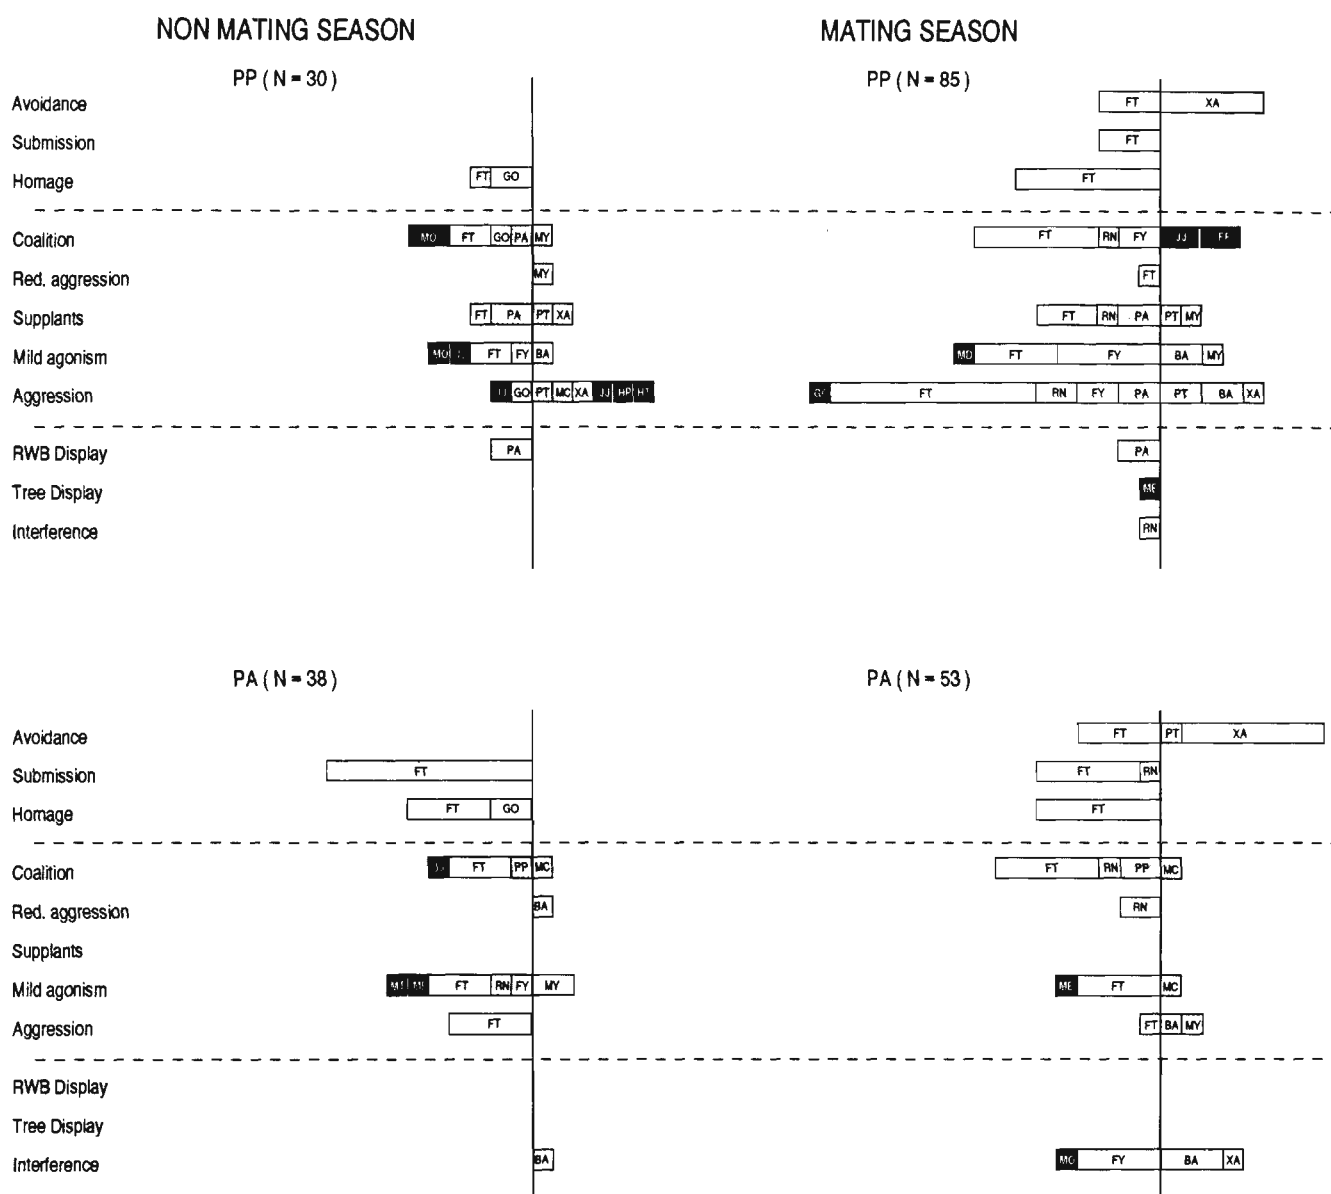 NON MATING SEASON
MATING SEASON
PP ( N = 30 )
PP ( N = 85 )
Avoidance FT XA
Submission FT
Homage FT GO FT
Coalition MO FT GO PA MY FT RN FY JJ
Red. aggression MY FT
Supplants FT PA PT XA FT RN PA PT MY
Mild agonism MO FT FY BA MO FT FY BA MY
Aggression GO PT MC XA JJ HP HT FT RN FY PA PT BA XA
RWB Display PA PA
Tree Display ME
Interference RN
PA ( N = 38 )
PA ( N = 53 )
Avoidance FT PT XA
Submission FT FT RN
Homage FT GO FT
Coalition FT PP MC FT RN PP MC
Red. aggression BA RN
Supplants
Mild agonism FT RN FY MY ME FT MC
Aggression FT FT BA MY
RWB Display
Tree Display
Interference BA MO FY BA XA